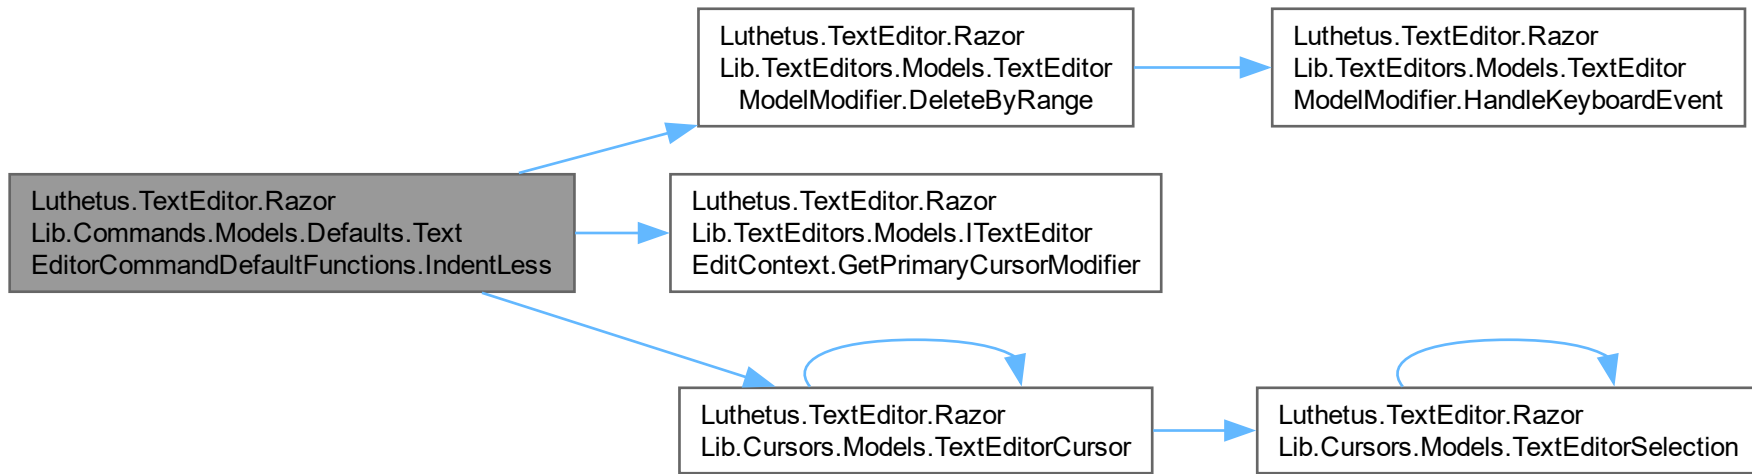 Luthetus.TextEditor.Razor
Lib.TextEditors.Models.TextEditor
ModelModifier.DeleteByRange
Luthetus.TextEditor.Razor
Lib.TextEditors.Models.TextEditor
ModelModifier.HandleKeyboardEvent
Luthetus.TextEditor.Razor
Lib.Commands.Models.Defaults.Text
EditorCommandDefaultFunctions.IndentLess
Luthetus.TextEditor.Razor
Lib.TextEditors.Models.ITextEditor
EditContext.GetPrimaryCursorModifier
Luthetus.TextEditor.Razor
Lib.Cursors.Models.TextEditorCursor
Luthetus.TextEditor.Razor
Lib.Cursors.Models.TextEditorSelection